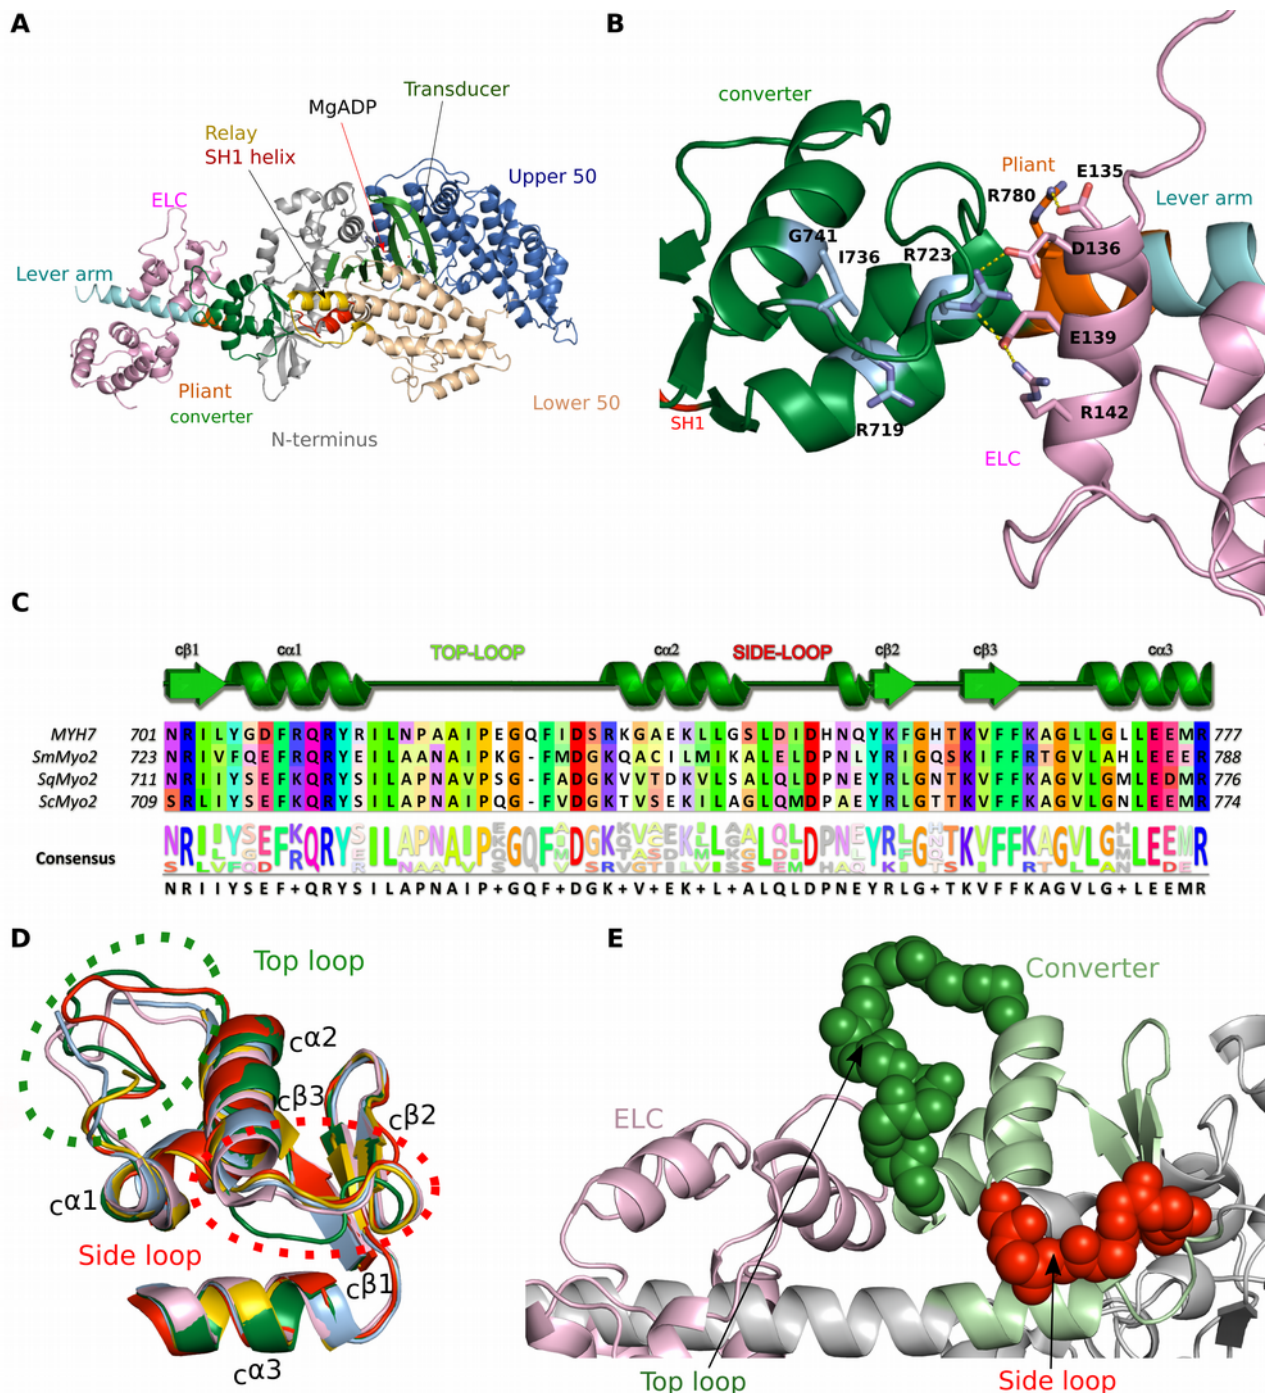 A
Transducer
MgADP
Relay
SH1 helix
Upper 50
ELC
Lever arm
Pliant
converter
Lower 50
N-terminus
B
converter
Pliant
E135
R780
Lever arm
G741
I736
R723
D136
E139
SH1
R719
R142
ELC
C
cβ1 cα1 TOP-LOOP cα2 SIDE-LOOP cβ2 cβ3 cα3
MYH7 701 NRILYGDFRQRYRILNPAAIPEGQFIDSRKGAEKLLGSLDIDHNQYKFGHTKVFFKAGLLGLLEEMR 777
SmMyo2 723 NRIVFQEFRQRYEILAANAIPKG-FMDGKQACILMIKALELDPNLYRIGQSKIFFRTGVLAHLEEER 788
SqMyo2 711 NRIIYSEFKQRYSILAPNAVPSG-FVDGKVVTDKVLSALQLDPNEYRLGNTKVFFKAGVLGMLEDMR 776
ScMyo2 709 SRLIYSEFKQRYSILAPNAIPQG-FVDGKTVSEKILAGLQMDPAEYRLGTTKVFFKAGVLGNLEEMR 774
Consensus
NRIIYSEF+QRYSILAPNAIP+GQF+DGK+V+EK+L+ALQLDPNEYRLG+TKVFFKAGVLG+LEEMR
D
Top loop
cα2
cβ3
cβ2
cα1
Side loop
cβ1
cα3
E
Converter
ELC
Top loop
Side loop